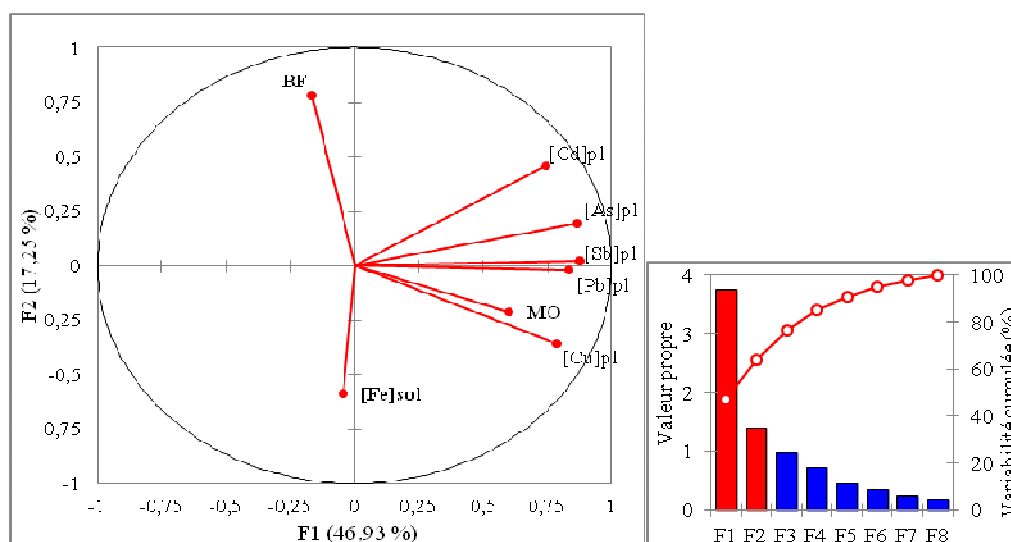 1
0,75
0,5
0,25
0
-0,25
-0,5
-0,75
-1
F2 (17,25 %)
BF
[Cd]pl
[As]pl
[Sb]pl
[Pb]pl
MO
[Cu]pl
[Fe]sol
-1 -0,75 -0,5 -0,25 0 0,25 0,5 0,75 1
F1 (46,93 %)
Valeur propre
4
3
2
1
0
100
80
60
40
20
0
Variabilité cumulée (%)
F1 F2 F3 F4 F5 F6 F7 F8